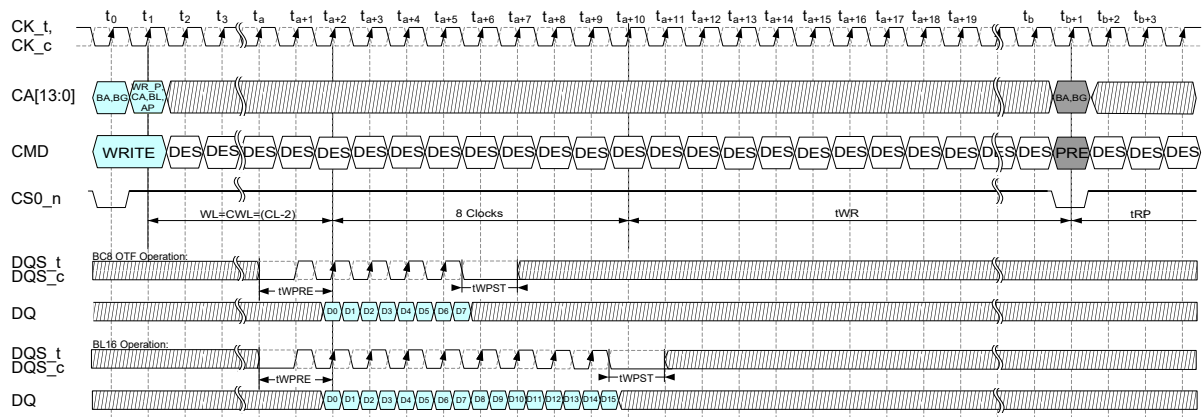 t0 t1 t2 t3 ta ta+1 ta+2 ta+3 ta+4 ta+5 ta+6 ta+7 ta+8 ta+9 ta+10 ta+11 ta+12 ta+13 ta+14 ta+15 ta+16 ta+17 ta+18 ta+19 tb tb+1 tb+2 tb+3
CK_t,
CK_c
CA[13:0] BA,BG WR_P, CA,BL, AP BA,BG
CMD WRITE DES DES DES DES DES DES DES DES DES DES DES DES DES DES DES DES DES DES DES DES DES DES DES DES PRE DES DES DES
CS0_n
WL=CWL=(CL-2) 8 Clocks tWR tRP
BC8 OTF Operation:
DQS_t
DQS_c
tWPRE tWPST
DQ D0 D1 D2 D3 D4 D5 D6 D7
BL16 Operation:
DQS_t
DQS_c
tWPRE tWPST
DQ D0 D1 D2 D3 D4 D5 D6 D7 D8 D9 D10 D11 D12 D13 D14 D15